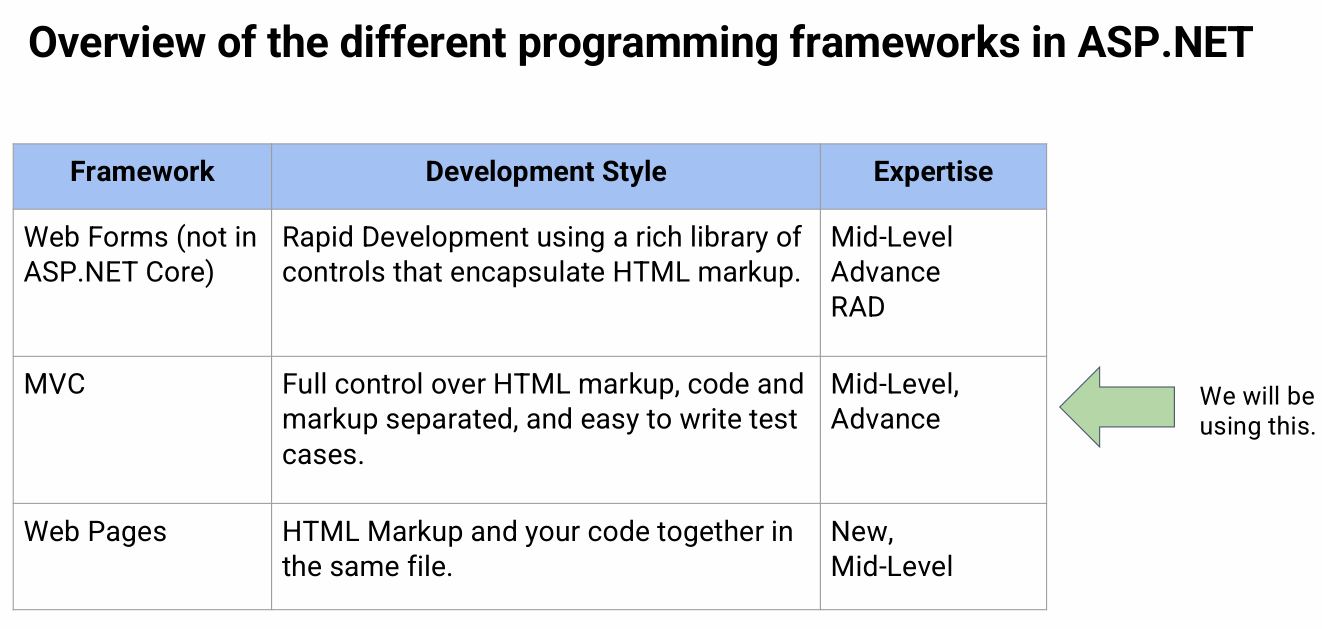 Overview of the different programming frameworks in ASP.NET
Framework
Development Style
Expertise
Web Forms (not in
ASP.NET Core)
Rapid Development using a rich library of
controls that encapsulate HTML markup.
Mid-Level
Advance
RAD
MVC
Full control over HTML markup, code and
markup separated, and easy to write test
cases.
Mid-Level,
Advance
We will be
using this.
Web Pages
HTML Markup and your code together in
the same file.
New,
Mid-Level